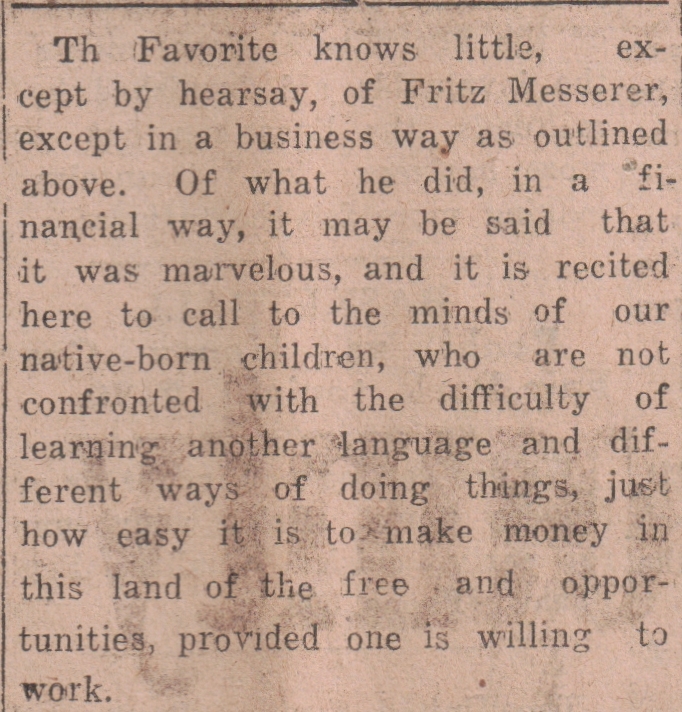 Th Favorite knows little, ex-
cept by hearsay, of Fritz Messerer,
except in a business way as outlined
above. Of what he did, in a fi-
nancial way, it may be said that
it was marvelous, and it is recited
here to call to the minds of our
native-born children, who are not
confronted with the difficulty of
learning another language and dif-
ferent ways of doing things, just
how easy it is to make money in
this land of the free and oppor-
tunities, provided one is willing to
work.